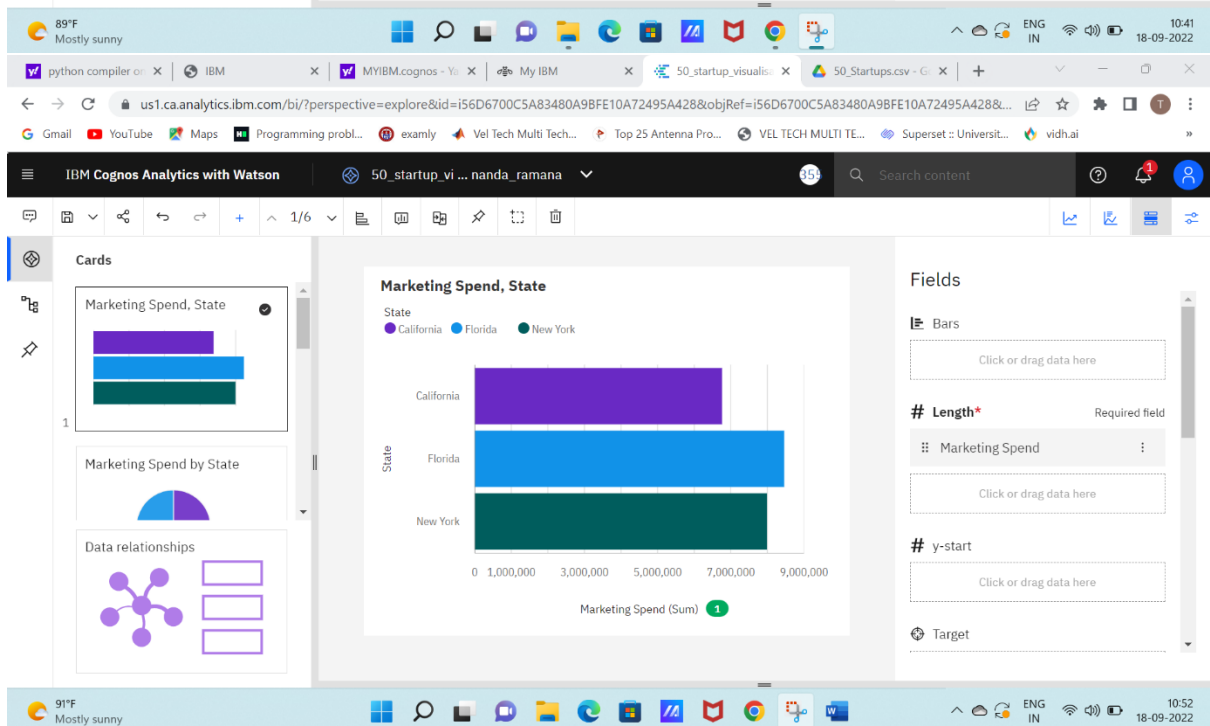 89°F
Mostly sunny
ENG
IN
10:41
18-09-2022
python compiler on
IBM
MYIBM.cognos - Ya
My IBM
50_startup_visualisa
50_Startups.csv - Go
us1.ca.analytics.ibm.com/bi/?perspective=explore&id=i56D6700C5A83480A9BFE10A72495A428&objRef=i56D6700C5A83480A9BFE10A72495A428&...
T
Gmail
YouTube
Maps
Programming probl...
examly
Vel Tech Multi Tech...
Top 25 Antenna Pro...
VEL TECH MULTI TE...
Superset :: Universit...
vidh.ai
»
IBM Cognos Analytics with Watson
50_startup_vi ... nanda_ramana
Search content
1
1/6
Cards
Marketing Spend, State
1
Marketing Spend by State
Data relationships
Marketing Spend, State
State
California Florida New York
State
California
Florida
New York
0 1,000,000 3,000,000 5,000,000 7,000,000 9,000,000
Marketing Spend (Sum) 1
Fields
Bars
Click or drag data here
# Length* Required field
Marketing Spend
Click or drag data here
# y-start
Click or drag data here
Target
91°F
Mostly sunny
ENG
IN
10:52
18-09-2022